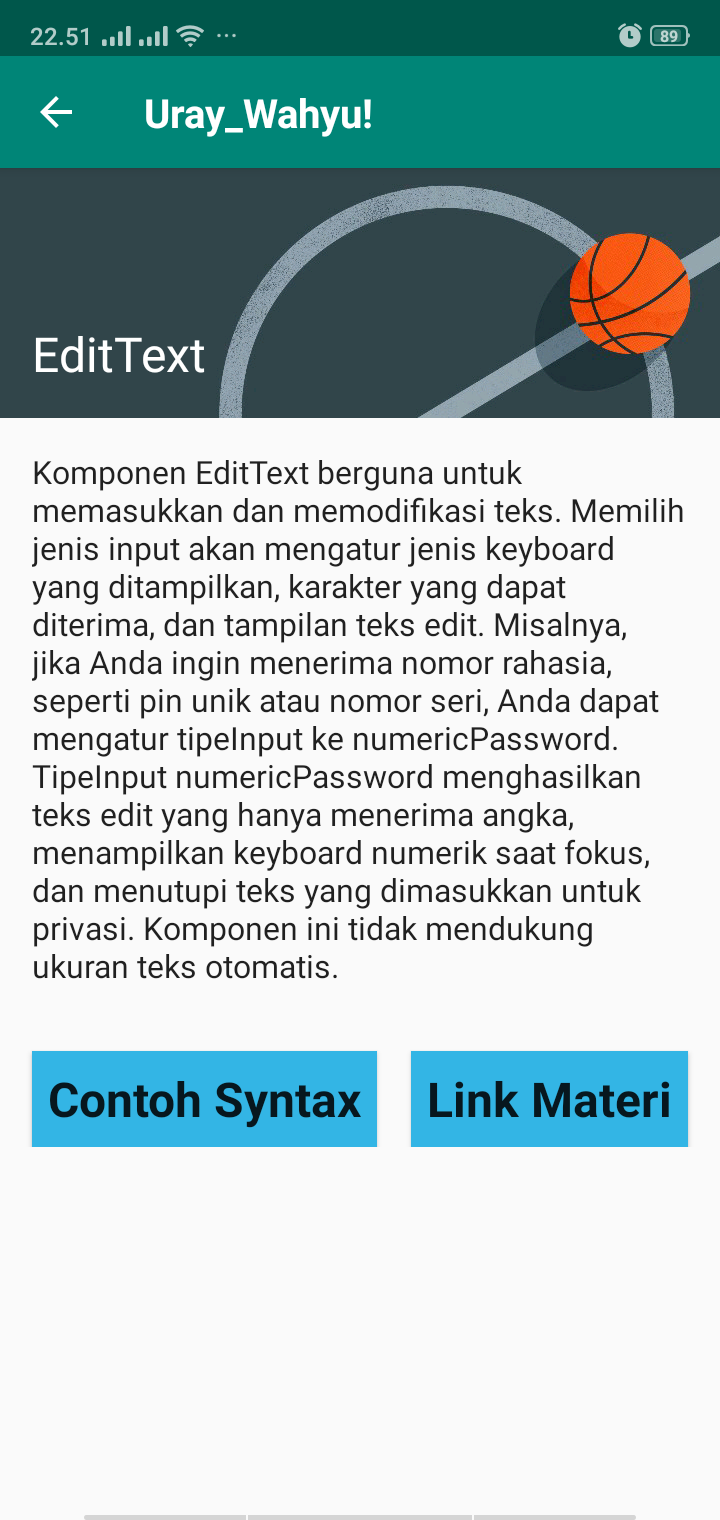 22.51
89
Uray_Wahyu!
EditText
Komponen EditText berguna untuk
memasukkan dan memodifikasi teks. Memilih
jenis input akan mengatur jenis keyboard
yang ditampilkan, karakter yang dapat
diterima, dan tampilan teks edit. Misalnya,
jika Anda ingin menerima nomor rahasia,
seperti pin unik atau nomor seri, Anda dapat
mengatur tipeInput ke numericPassword.
TipeInput numericPassword menghasilkan
teks edit yang hanya menerima angka,
menampilkan keyboard numerik saat fokus,
dan menutupi teks yang dimasukkan untuk
privasi. Komponen ini tidak mendukung
ukuran teks otomatis.
Contoh Syntax
Link Materi